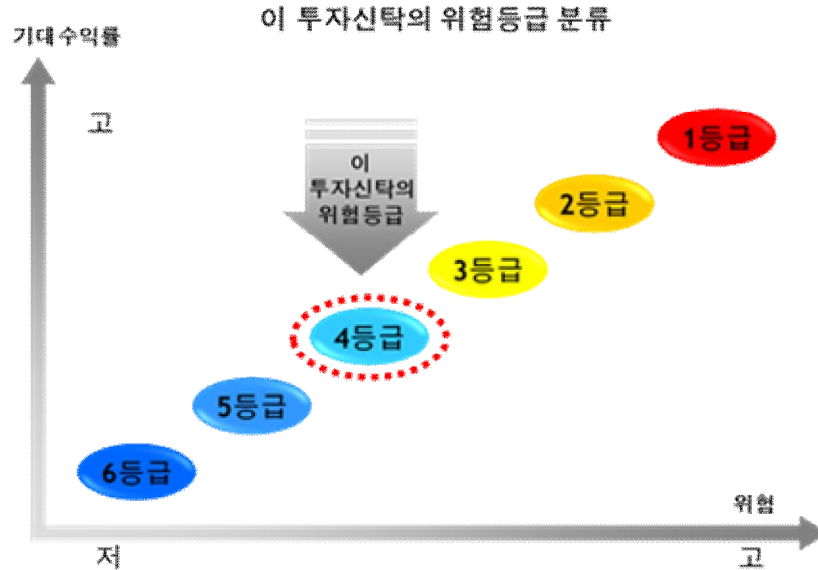 이 투자신탁의 위험등급 분류
기대수익률
고
1등급
이
투자신탁의
위험등급
2등급
3등급
4등급
5등급
6등급
위험
저
고